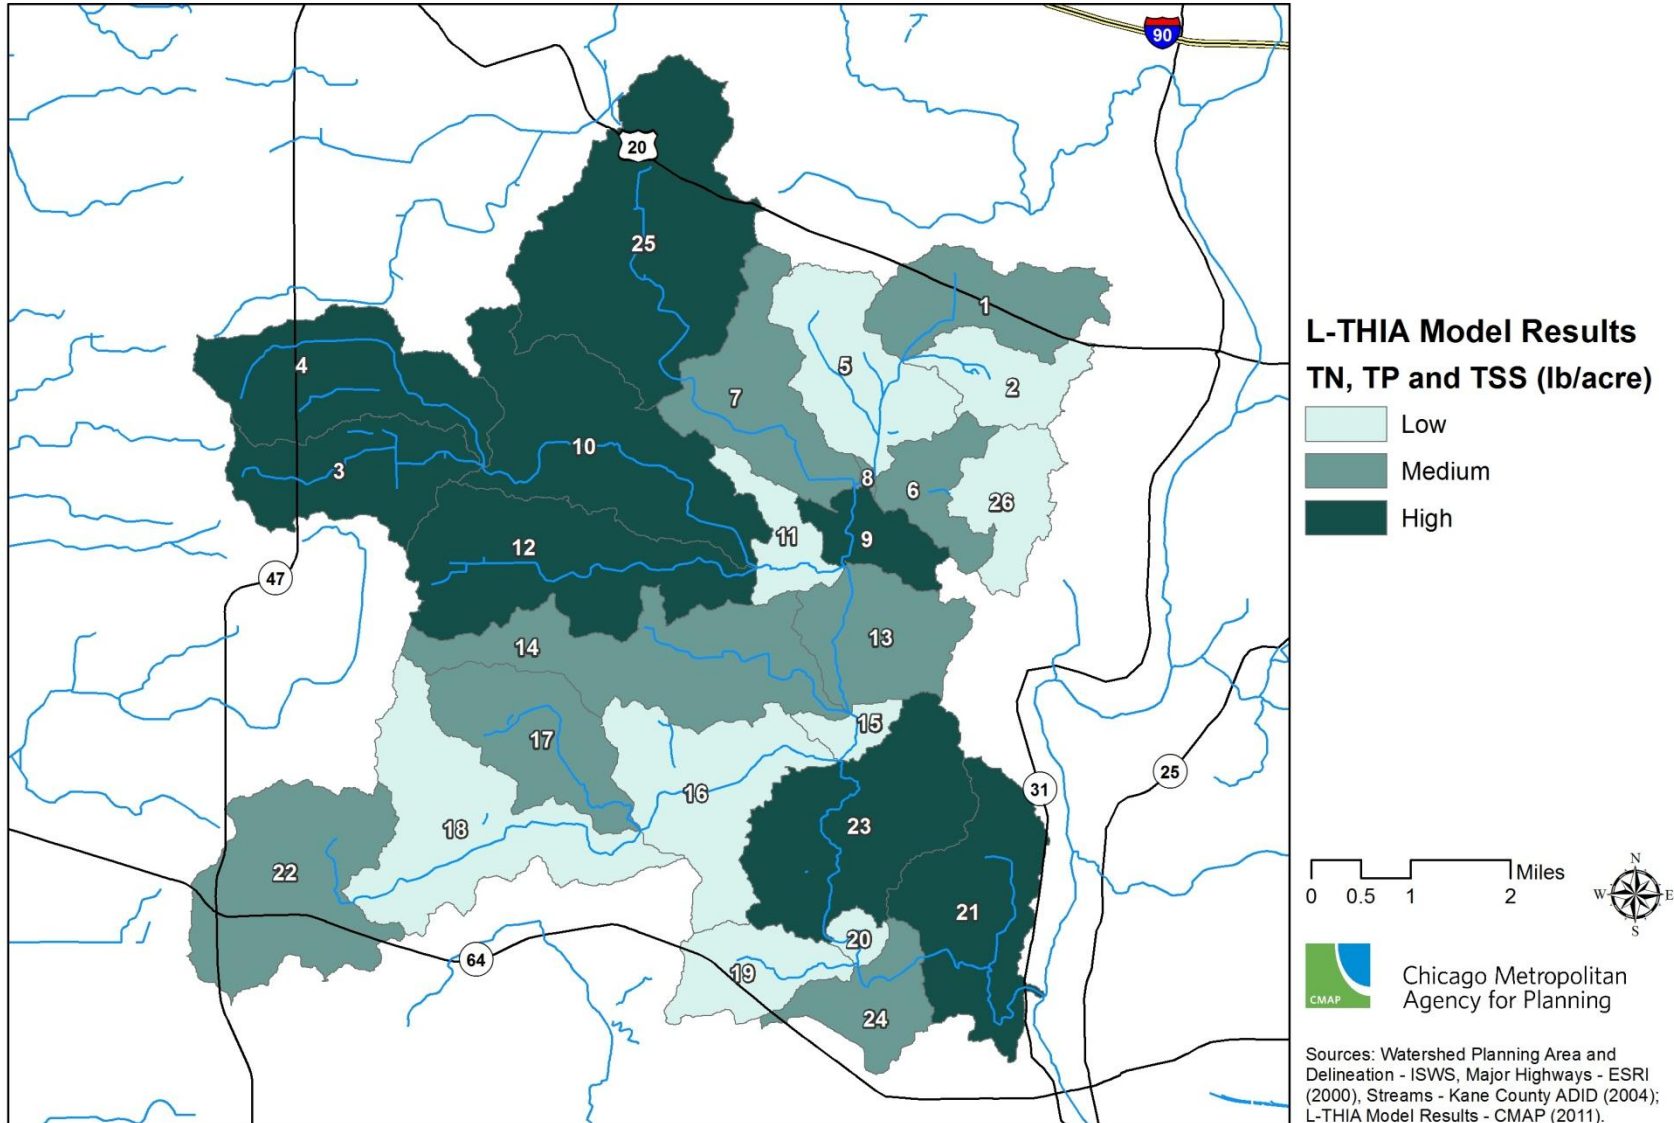 90
20
25
1
4
5
2
7
10
3
8
6
26
11
9
12
47
13
14
15
17
25
31
16
23
18
22
21
20
64
19
24
L-THIA Model Results
TN, TP and TSS (lb/acre)
Low
Medium
High
0 0.5 1 2 Miles
N
W E
S
CMAP
Chicago Metropolitan
Agency for Planning
Sources: Watershed Planning Area and
Delineation - ISWS, Major Highways - ESRI
(2000), Streams - Kane County ADID (2004);
L-THIA Model Results - CMAP (2011).